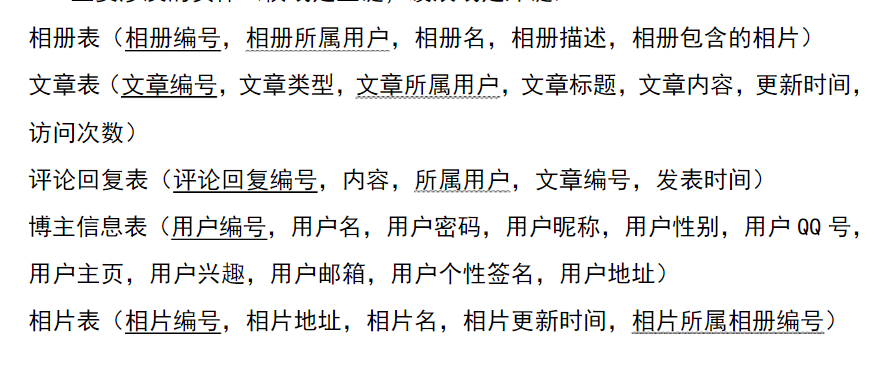 相册表（相册编号，相册所属用户，相册名，相册描述，相册包含的相片）
文章表（文章编号，文章类型，文章所属用户，文章标题，文章内容，更新时间，
访问次数）
评论回复表（评论回复编号，内容，所属用户，文章编号，发表时间）
博主信息表（用户编号，用户名，用户密码，用户昵称，用户性别，用户 QQ 号，
用户主页，用户兴趣，用户邮箱，用户个性签名，用户地址）
相片表（相片编号，相片地址，相片名，相片更新时间，相片所属相册编号）